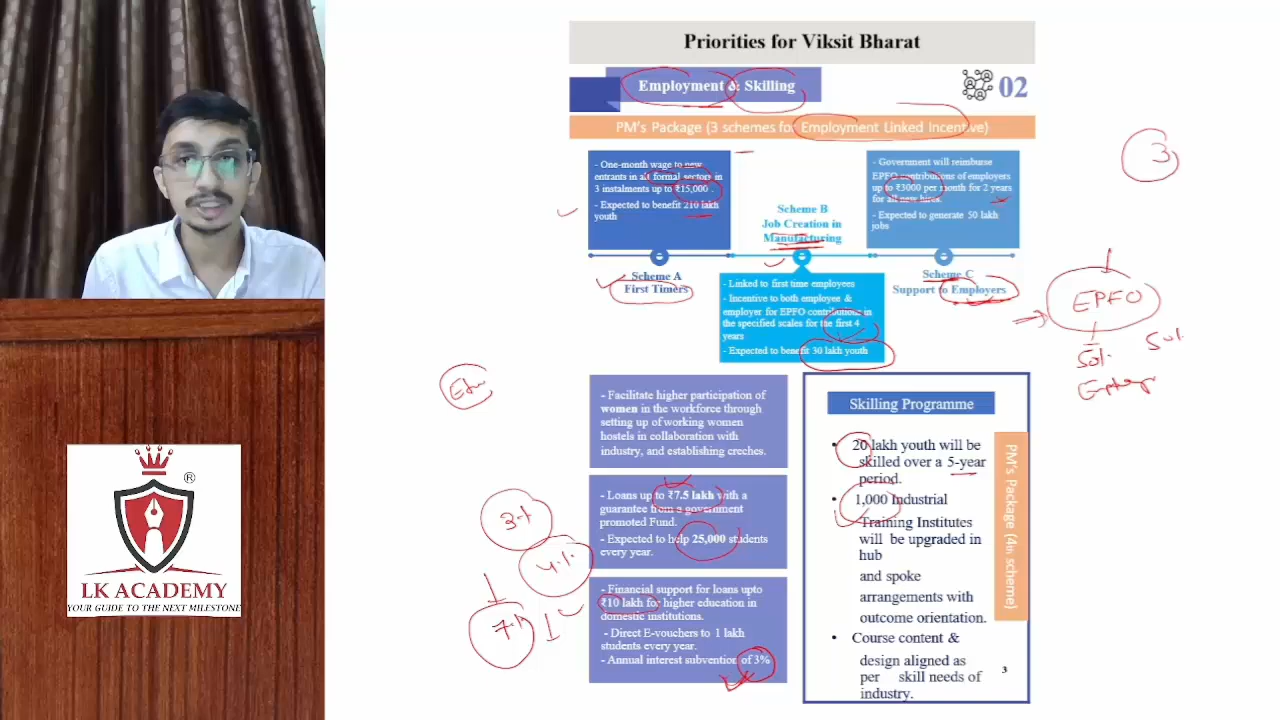 Priorities for Viksit Bharat
Employment & Skilling
02
PM's Package (3 schemes for Employment Linked Incentive)
3
- One-month wage to new
entrants in all formal sectors in
3 instalments up to ₹15,000 .
- Expected to benefit 210 lakh
youth
Scheme A
First Timers
Scheme B
Job Creation in
Manufacturing
- Linked to first time employees
- Incentive to both employee &
employer for EPFO contributions in
the specified scales for the first 4
years
- Expected to benefit 30 lakh youth
- Government will reimburse
EPFO contributions of employers
up to ₹3000 per month for 2 years
for all new hires.
- Expected to generate 50 lakh
jobs
Scheme C
Support to Employers
EPFO
- Facilitate higher participation of
women in the workforce through
setting up of working women
hostels in collaboration with
industry, and establishing creches.
- Loans up to ₹7.5 lakh with a
guarantee from a government
promoted Fund.
- Expected to help 25,000 students
every year.
- Financial support for loans upto
₹10 lakh for higher education in
domestic institutions.
- Direct E-vouchers to 1 lakh
students every year.
- Annual interest subvention of 3%
Skilling Programme
• 20 lakh youth will be
skilled over a 5-year
period.
• 1,000 Industrial
Training Institutes
will be upgraded in
hub
and spoke
arrangements with
outcome orientation.
• Course content &
design aligned as
per skill needs of
industry.
PM's Package (4th scheme)
3
®
LK ACADEMY
YOUR GUIDE TO THE NEXT MILESTONE